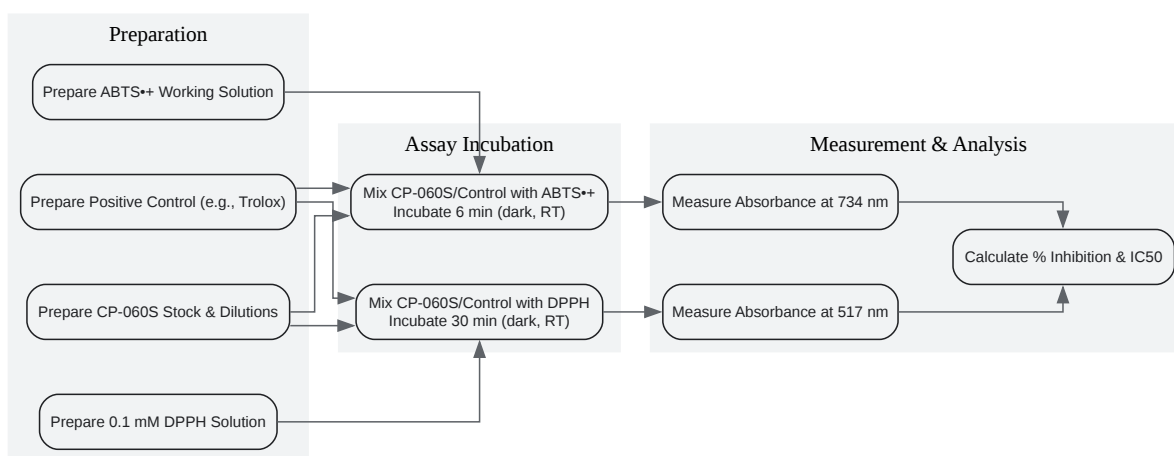 Preparation
Prepare ABTS•+ Working Solution
Prepare Positive Control (e.g., Trolox)
Prepare CP-060S Stock & Dilutions
Prepare 0.1 mM DPPH Solution
Assay Incubation
Mix CP-060S/Control with ABTS•+
Incubate 6 min (dark, RT)
Mix CP-060S/Control with DPPH
Incubate 30 min (dark, RT)
Measurement & Analysis
Measure Absorbance at 734 nm
Measure Absorbance at 517 nm
Calculate % Inhibition & IC50